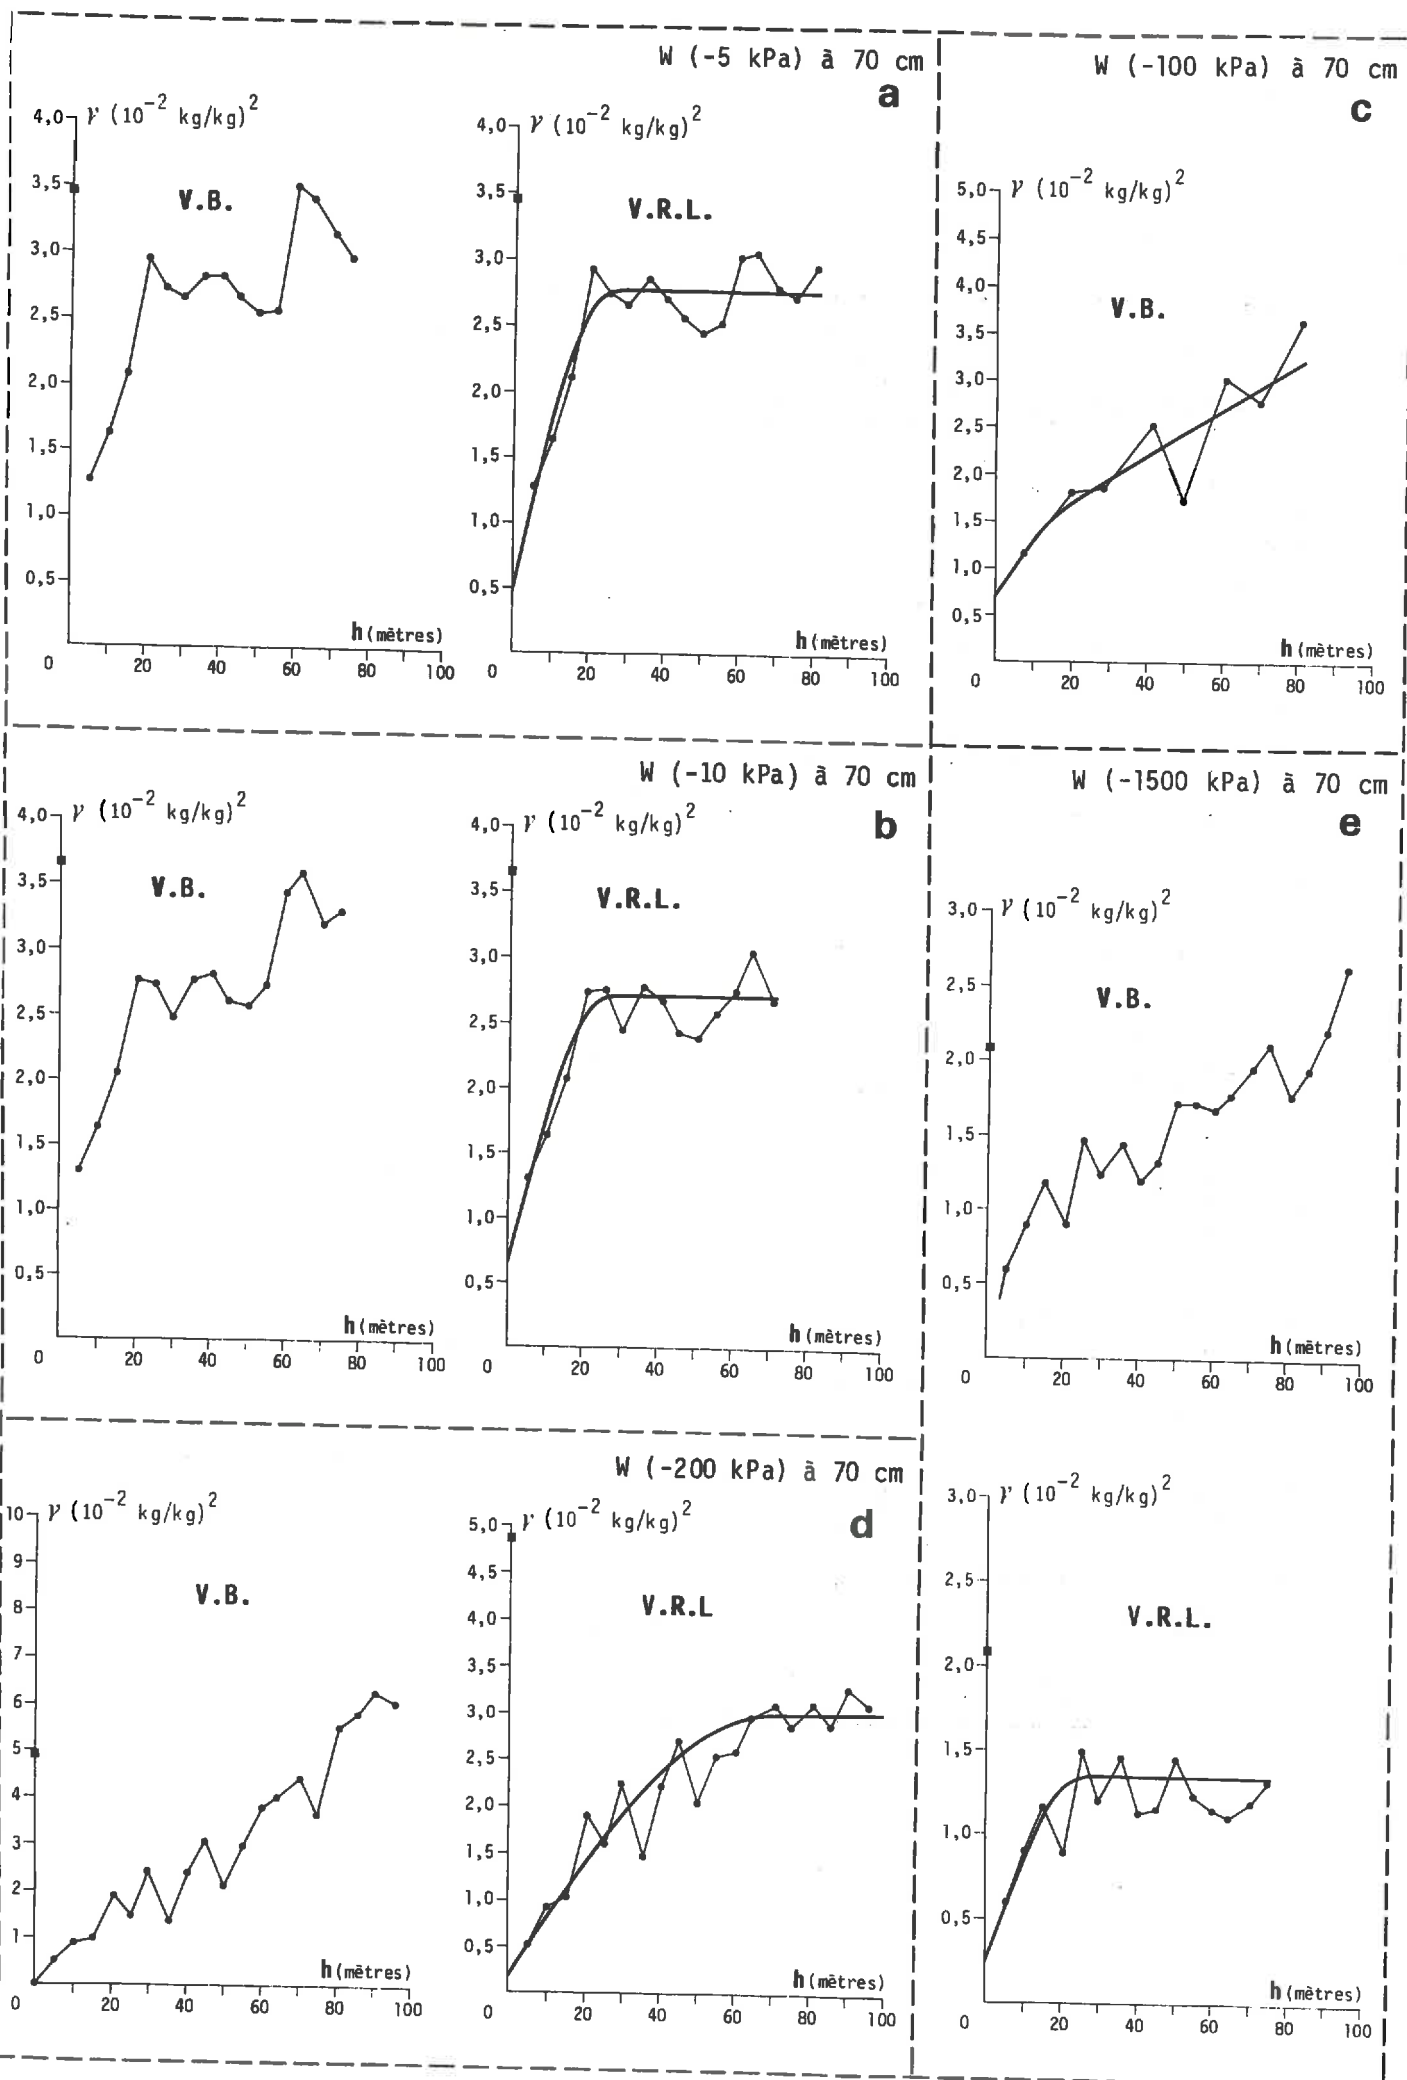 W (-5 kPa) à 70 cm
a
4,0 γ (10-2 kg/kg)2
3,5
V.B.
3,0
2,5
2,0
1,5
1,0
0,5
h (mètres)
0 20 40 60 80 100
4,0 γ (10-2 kg/kg)2
3,5
V.R.L.
3,0
2,5
2,0
1,5
1,0
0,5
h (mètres)
0 20 40 60 80 100
W (-100 kPa) à 70 cm
c
5,0 γ (10-2 kg/kg)2
4,5
4,0
V.B.
3,5
3,0
2,5
2,0
1,5
1,0
0,5
h (mètres)
0 20 40 60 80 100
W (-10 kPa) à 70 cm
b
4,0 γ (10-2 kg/kg)2
3,5
V.B.
3,0
2,5
2,0
1,5
1,0
0,5
h (mètres)
0 20 40 60 80 100
4,0 γ (10-2 kg/kg)2
3,5
V.R.L.
3,0
2,5
2,0
1,5
1,0
0,5
h (mètres)
0 20 40 60 80 100
W (-1500 kPa) à 70 cm
e
3,0 γ (10-2 kg/kg)2
2,5
V.B.
2,0
1,5
1,0
0,5
h (mètres)
0 20 40 60 80 100
3,0 γ (10-2 kg/kg)2
2,5
V.R.L.
2,0
1,5
1,0
0,5
h (mètres)
0 20 40 60 80 100
W (-200 kPa) à 70 cm
d
10 γ (10-2 kg/kg)2
9
V.B.
8
7
6
5
4
3
2
1
h (mètres)
0 20 40 60 80 100
5,0 γ (10-2 kg/kg)2
4,5
V.R.L
4,0
3,5
3,0
2,5
2,0
1,5
1,0
0,5
h (mètres)
0 20 40 60 80 100